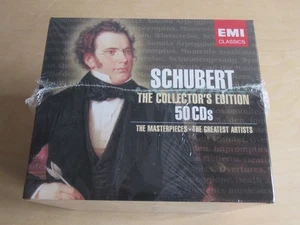 EMI
CLASSICS
SCHUBERT
THE COLLECTOR'S EDITION
50 CDs
THE MASTERPIECES • THE GREATEST ARTISTS